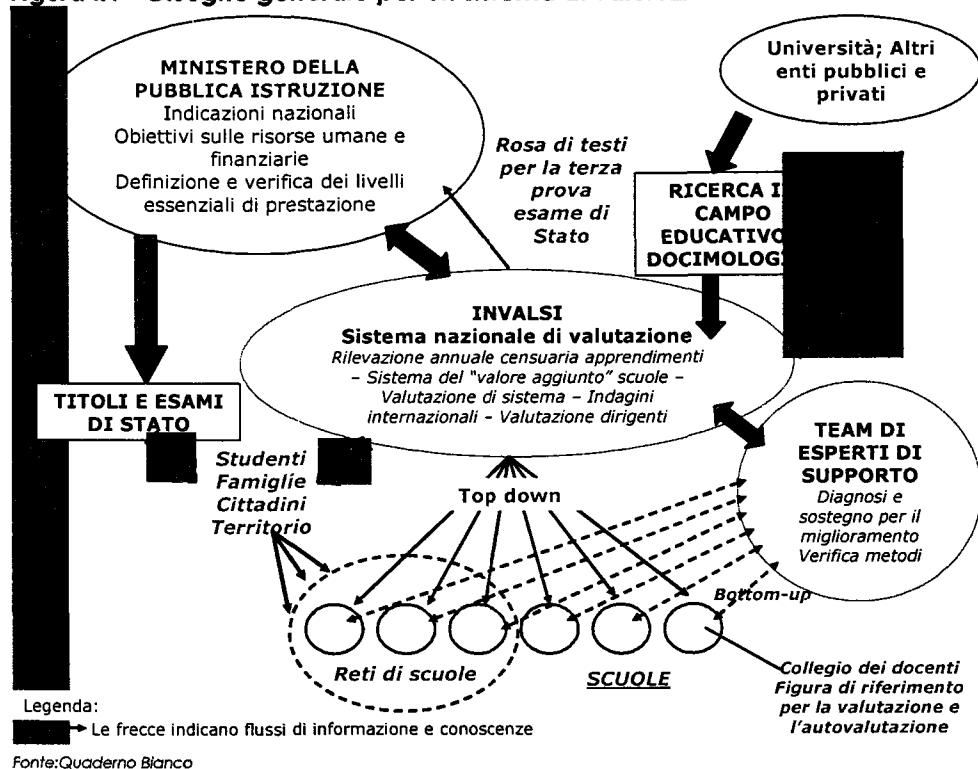 MINISTERO DELLA
PUBBLICA ISTRUZIONE
Indicazioni nazionali
Obiettivi sulle risorse umane e
finanziarie
Definizione e verifica dei livelli
essenziali di prestazione
Università; Altri
enti pubblici e
privati
Rosa di testi
per la terza
prova
esame di
Stato
RICERCA I
CAMPO
EDUCATIVO
DOCIMOLOGI
INVALSI
Sistema nazionale di valutazione
Rilevazione annuale censuaria apprendimenti
– Sistema del "valore aggiunto" scuole –
Valutazione di sistema – Indagini
internazionali – Valutazione dirigenti
TITOLI E ESAMI
DI STATO
Studenti
Famiglie
Cittadini
Territorio
Top down
TEAM DI
ESPERTI DI
SUPPORTO
Diagnosi e
sostegno per il
miglioramento
Verifica metodi
Bottom-up
Reti di scuole
SCUOLE
Collegio dei docenti
Figura di riferimento
per la valutazione e
l'autovalutazione
Legenda:
Le frecce indicano flussi di informazione e conoscenze
Fonte:Quaderno Bianco